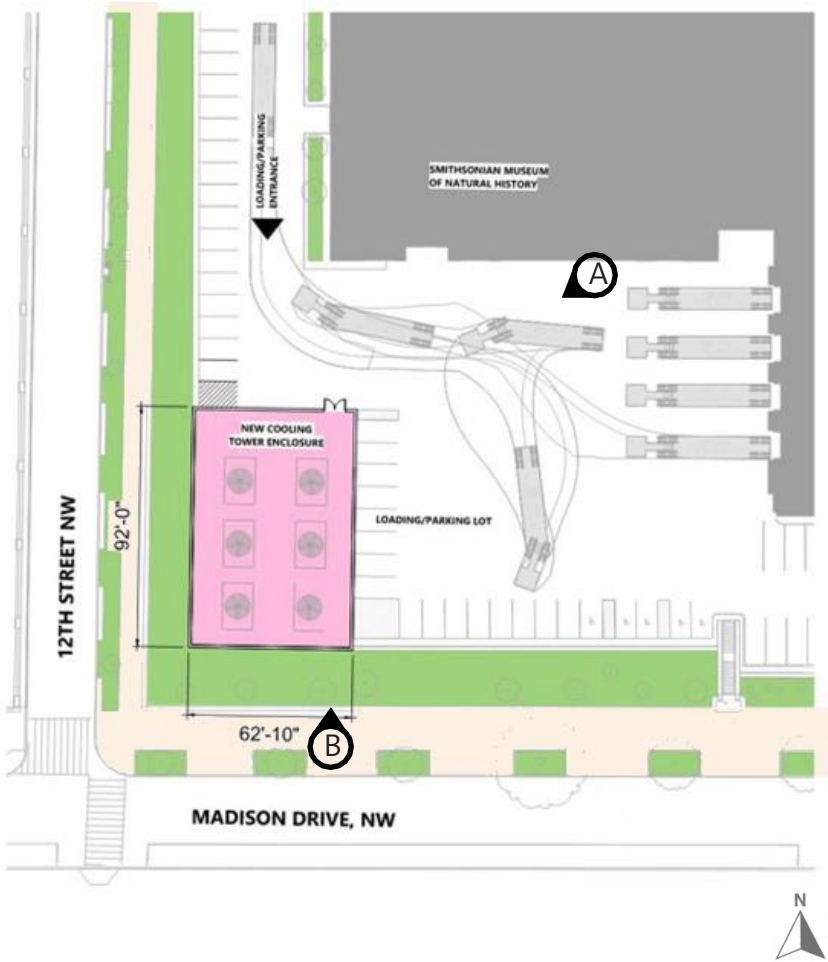 LOADING/PARKING
ENTRANCE
SMITHSONIAN MUSEUM
OF NATURAL HISTORY
A
NEW COOLING
TOWER ENCLOSURE
92'-0"
12TH STREET NW
LOADING/PARKING LOT
62'-10"
B
MADISON DRIVE, NW
N